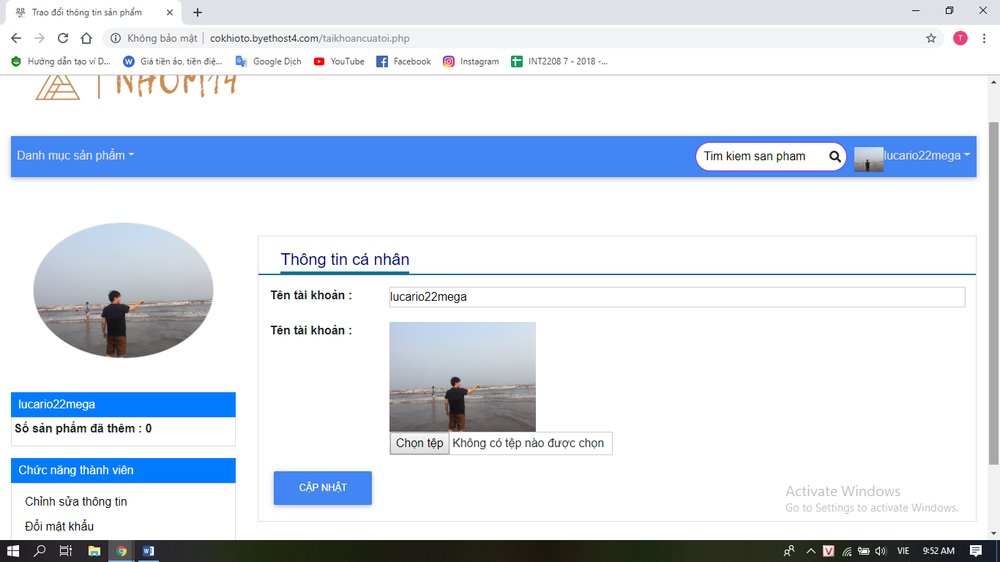 Trao đổi thông tin sản phẩm
Không bảo mật
cokhioto.byethost4.com/taikhoancuatoi.php
T
Hướng dẫn tạo ví D...
Giá tiền ảo, tiền điệ...
Google Dịch
YouTube
Facebook
Instagram
INT2208 7 - 2018 -...
NHOM14
Danh mục sản phẩm
Tim kiem san pham
lucario22mega
Thông tin cá nhân
Tên tài khoản :
lucario22mega
Tên tài khoản :
Chọn tệp Không có tệp nào được chọn
CẬP NHẬT
lucario22mega
Số sản phẩm đã thêm : 0
Chức năng thành viên
Chỉnh sửa thông tin
Đổi mật khẩu
Activate Windows
Go to Settings to activate Windows.
VIE
9:52 AM